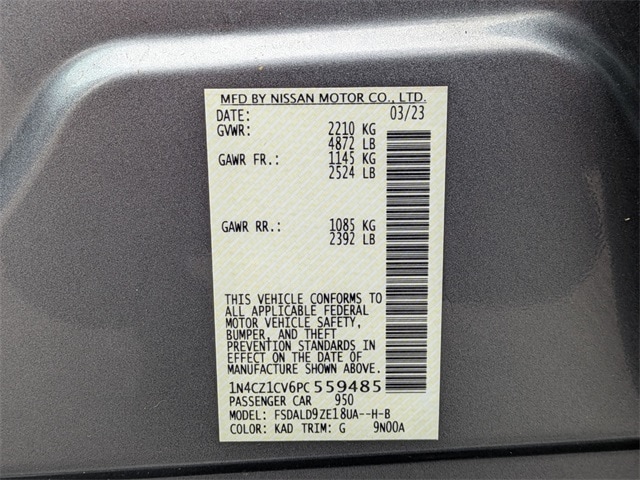 MFD BY NISSAN MOTOR CO., LTD.
DATE: 03/23
GVWR: 2210 KG
4872 LB
GAWR FR.: 1145 KG
2524 LB
GAWR RR.: 1085 KG
2392 LB
THIS VEHICLE CONFORMS TO
ALL APPLICABLE FEDERAL
MOTOR VEHICLE SAFETY,
BUMPER, AND THEFT
PREVENTION STANDARDS IN
EFFECT ON THE DATE OF
MANUFACTURE SHOWN ABOVE.
1N4CZ1CV6PC559485
PASSENGER CAR 950
MODEL: FSDALD9ZE18UA--H-B
COLOR: KAD TRIM: G 9N00A